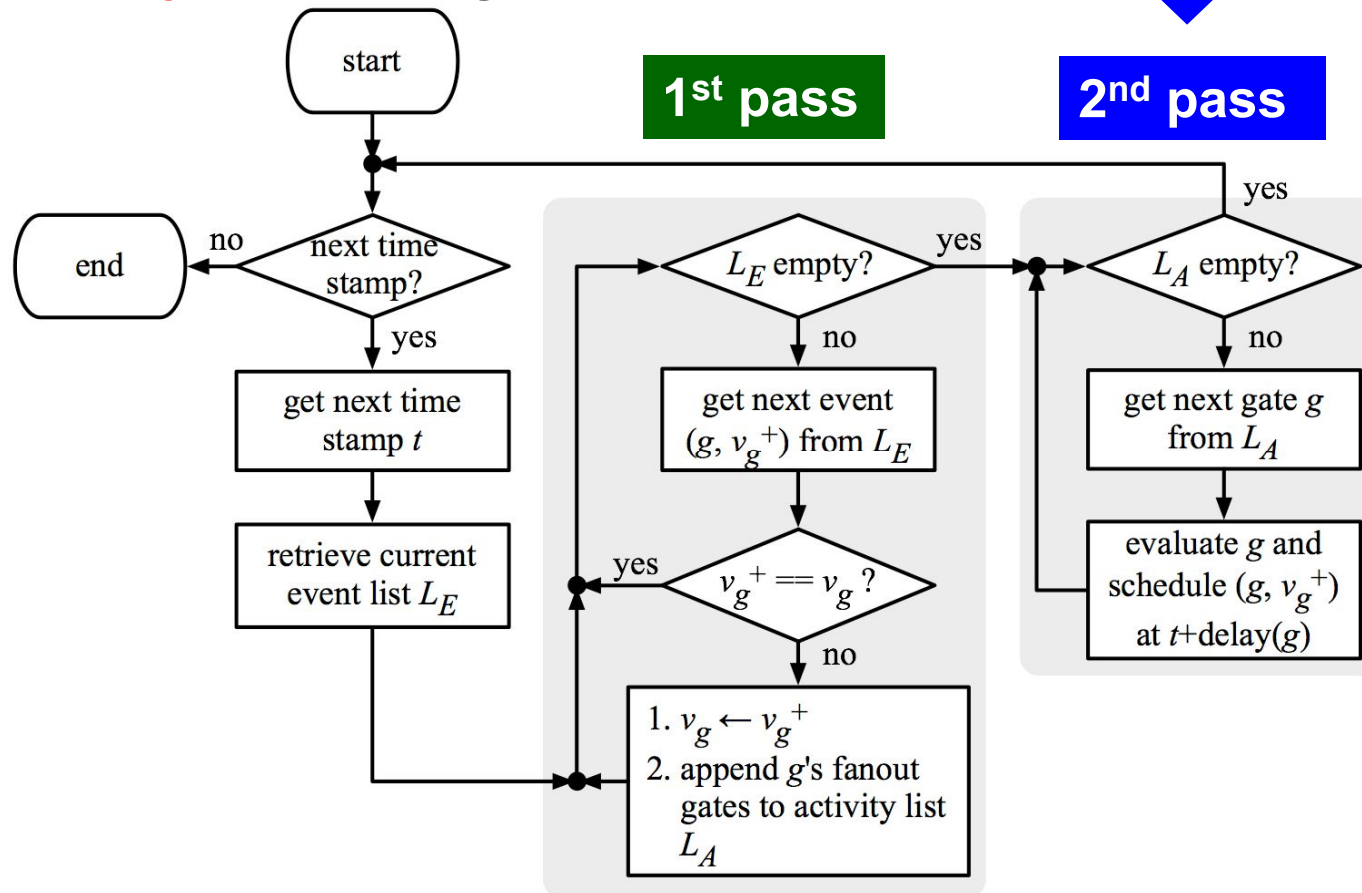 start
1st pass
2nd pass
yes
end
no
next time
stamp?
L_E empty?
yes
L_A empty?
yes
no
no
get next time
stamp t
get next event
(g, v_g^+) from L_E
get next gate g
from L_A
retrieve current
event list L_E
yes
v_g^+ == v_g ?
evaluate g and
schedule (g, v_g^+)
at t+delay(g)
no
1. v_g ← v_g^+
2. append g's fanout
gates to activity list
L_A